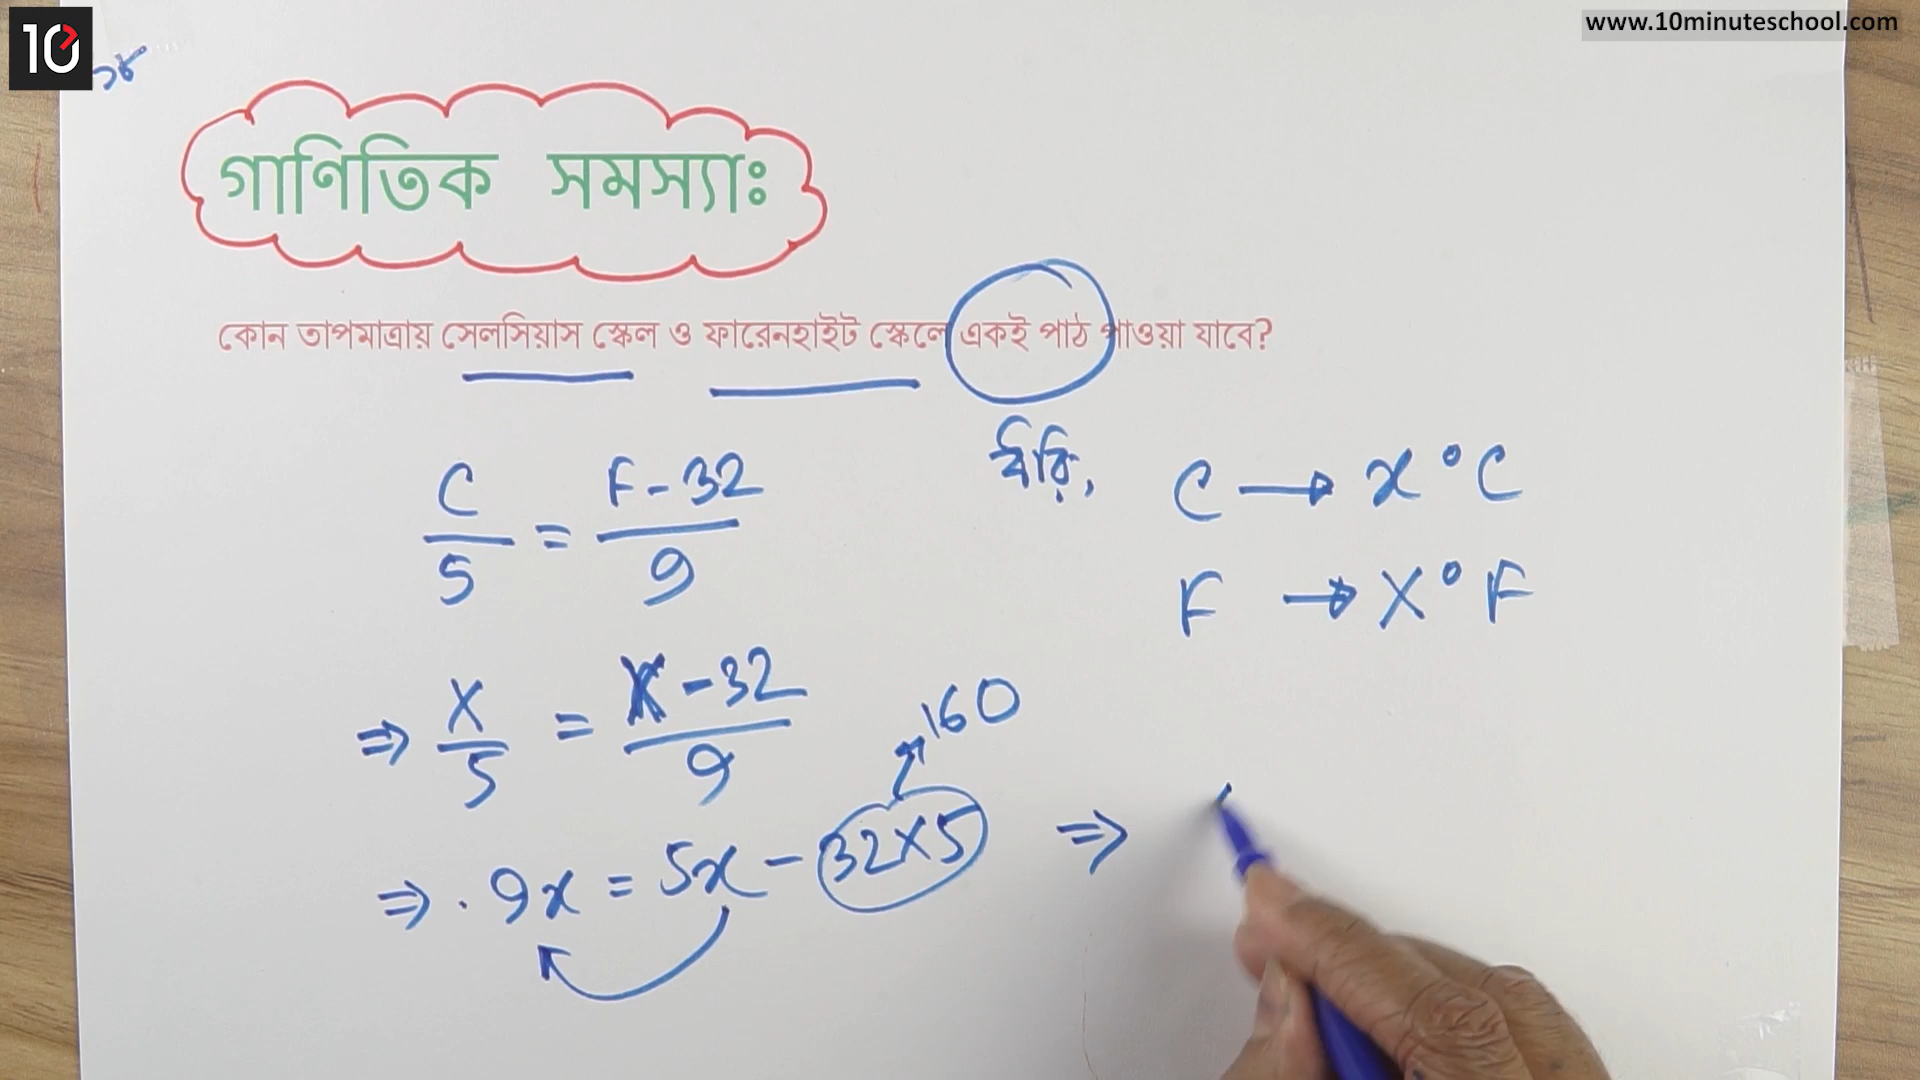 10
www.10minuteschool.com
১৪
গাণিতিক সমস্যাঃ
কোন তাপমাত্রায় সেলসিয়াস স্কেল ও ফারেনহাইট স্কেলে একই পাঠ পাওয়া যাবে?
C/5 = F-32/9
ধরি, C → x°C
F → X°F
⇒ X/5 = X-32/9
160
⇒ 9x = 5x - 32×5 ⇒